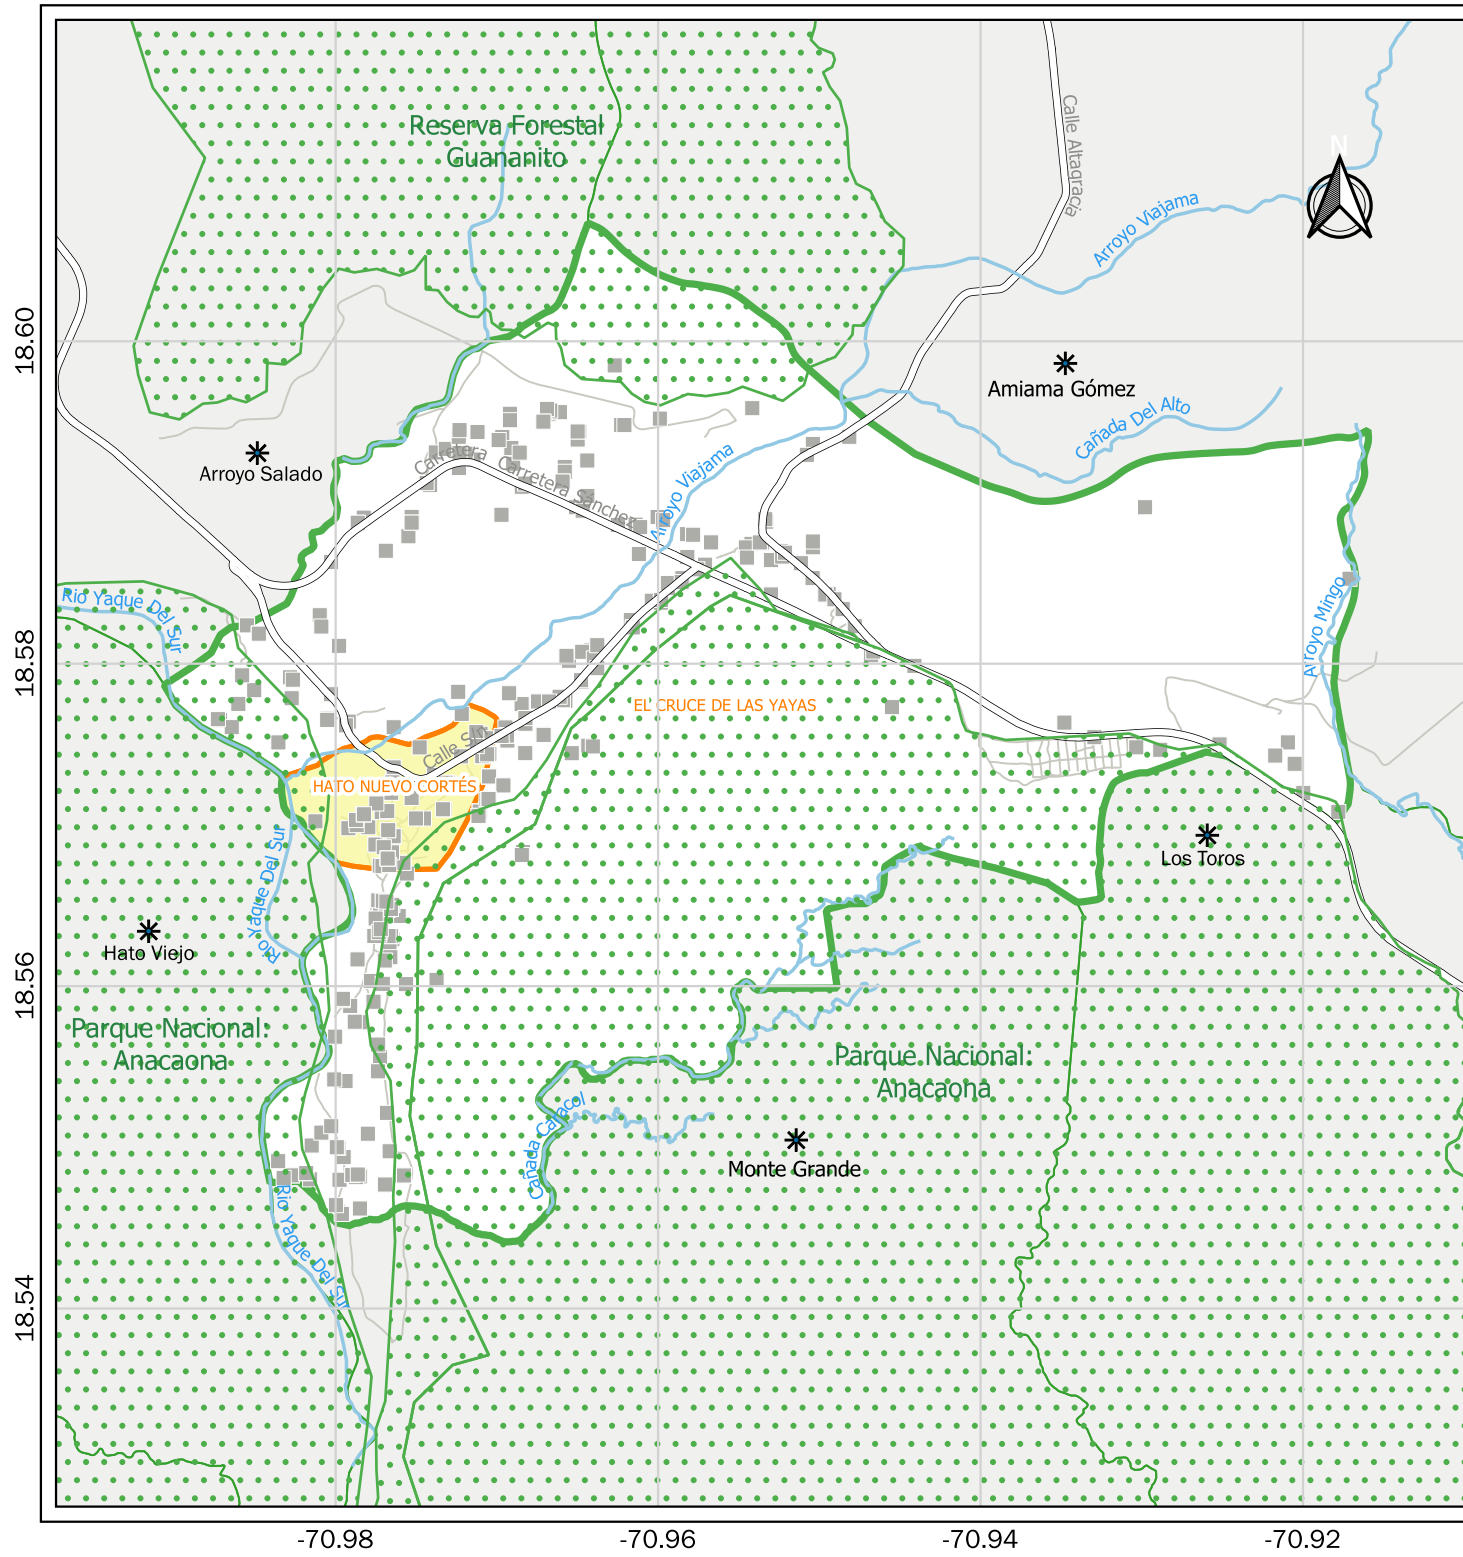 Reserva Forestal
Guananito
Calle Altagracia
N
Arroyo Viajama
18.60
Amiama Gómez
Cañada Del Alto
Arroyo Salado
Carretera
Carretera Sánchez
Arroyo Viajama
Rio Yaque Del Sur
Arroyo Mingo
18.58
EL CRUCE DE LAS YAYAS
Calle S/N
HATO NUEVO CORTÉS
Los Toros
Rio Yaque Del Sur
Hato Viejo
Rio
18.56
Parque Nacional:
Anacaona
Parque Nacional:
Anacaona
Cañada Caracol
Monte Grande
Rio Yaque Del Sur
18.54
-70.98
-70.96
-70.94
-70.92